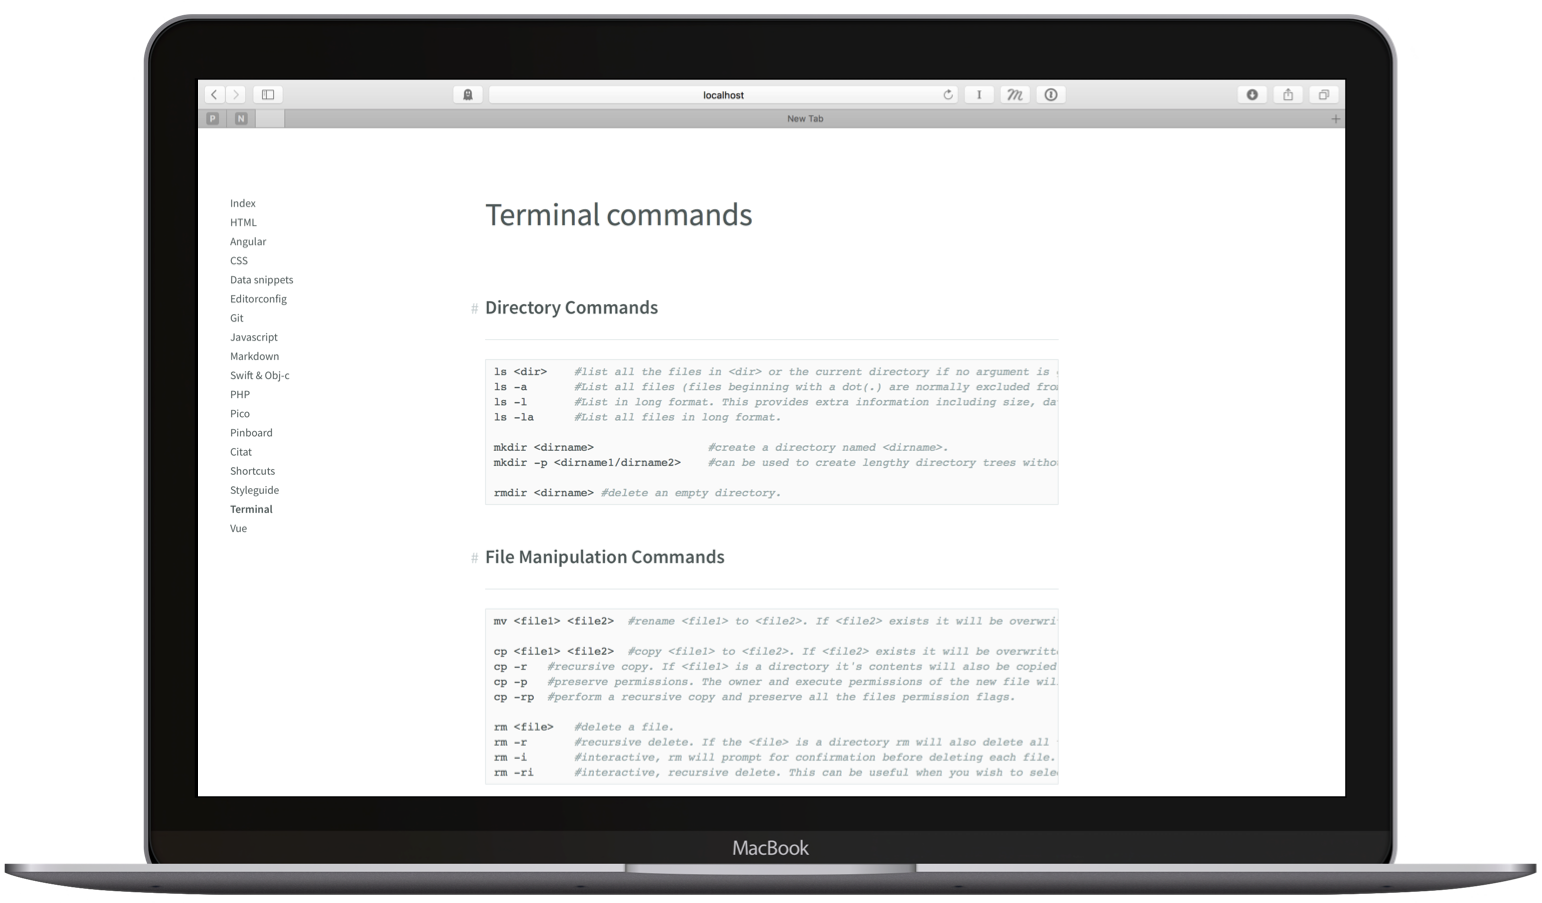 localhost
P
N
New Tab
Index
HTML
Angular
CSS
Data snippets
Editorconfig
Git
Javascript
Markdown
Swift & Obj-c
PHP
Pico
Pinboard
Citat
Shortcuts
Styleguide
Terminal
Vue
Terminal commands
# Directory Commands
ls <dir> #list all the files in <dir> or the current directory if no argument is
ls -a #List all files (files beginning with a dot(.) are normally excluded fro
ls -l #List in long format. This provides extra information including size, da
ls -la #List all files in long format.
mkdir <dirname> #create a directory named <dirname>.
mkdir -p <dirname1/dirname2> #can be used to create lengthy directory trees witho
rmdir <dirname> #delete an empty directory.
# File Manipulation Commands
mv <file1> <file2> #rename <file1> to <file2>. If <file2> exists it will be overwri
cp <file1> <file2> #copy <file1> to <file2>. If <file2> exists it will be overwritt
cp -r #recursive copy. If <file1> is a directory it's contents will also be copied
cp -p #preserve permissions. The owner and execute permissions of the new file wil
cp -rp #perform a recursive copy and preserve all the files permission flags.
rm <file> #delete a file.
rm -r #recursive delete. If the <file> is a directory rm will also delete all
rm -i #interactive, rm will prompt for confirmation before deleting each file.
rm -ri #interactive, recursive delete. This can be useful when you wish to sele
MacBook